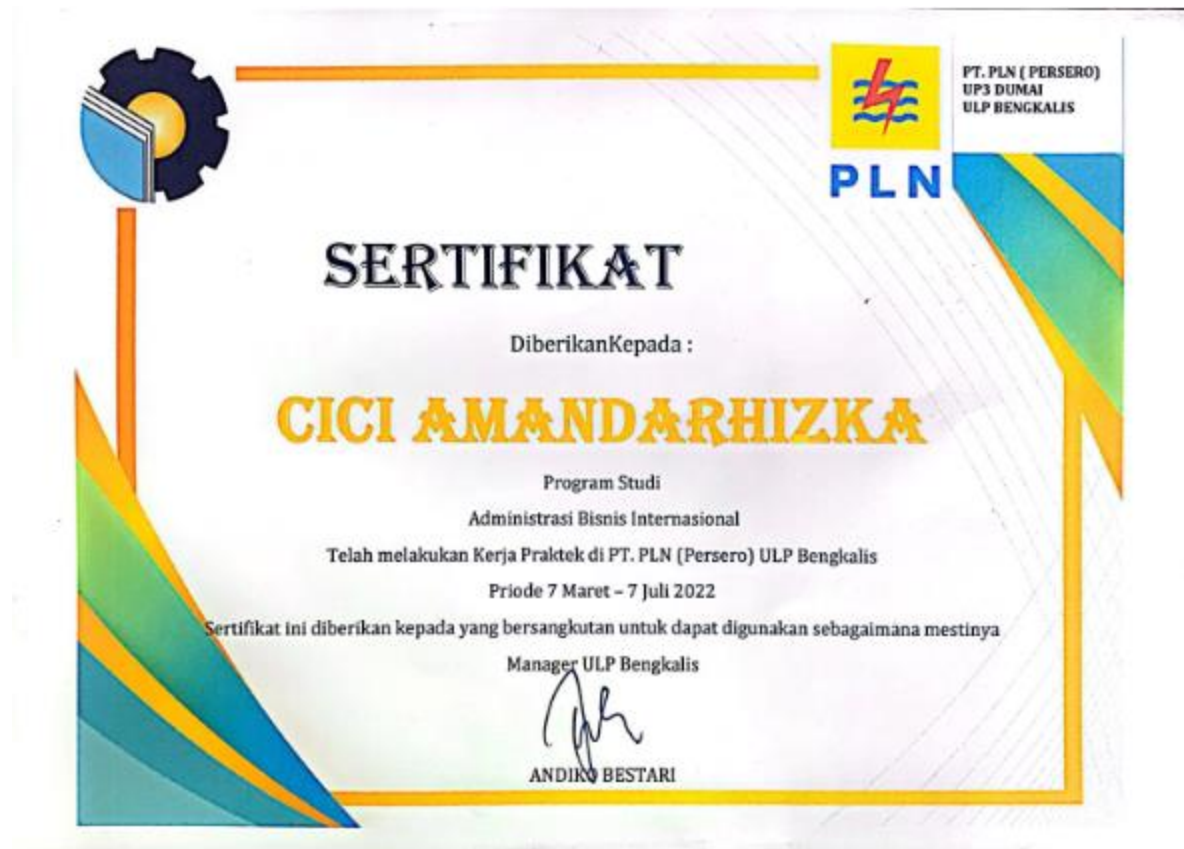 PT. PLN ( PERSERO)
UP3 DUMAI
ULP BENGKALIS
PLN
SERTIFIKAT
DiberikanKepada :
CICI AMANDARHIZKA
Program Studi
Administrasi Bisnis Internasional
Telah melakukan Kerja Praktek di PT. PLN (Persero) ULP Bengkalis
Priode 7 Maret – 7 Juli 2022
Sertifikat ini diberikan kepada yang bersangkutan untuk dapat digunakan sebagaimana mestinya
Manager ULP Bengkalis
ANDIKO BESTARI